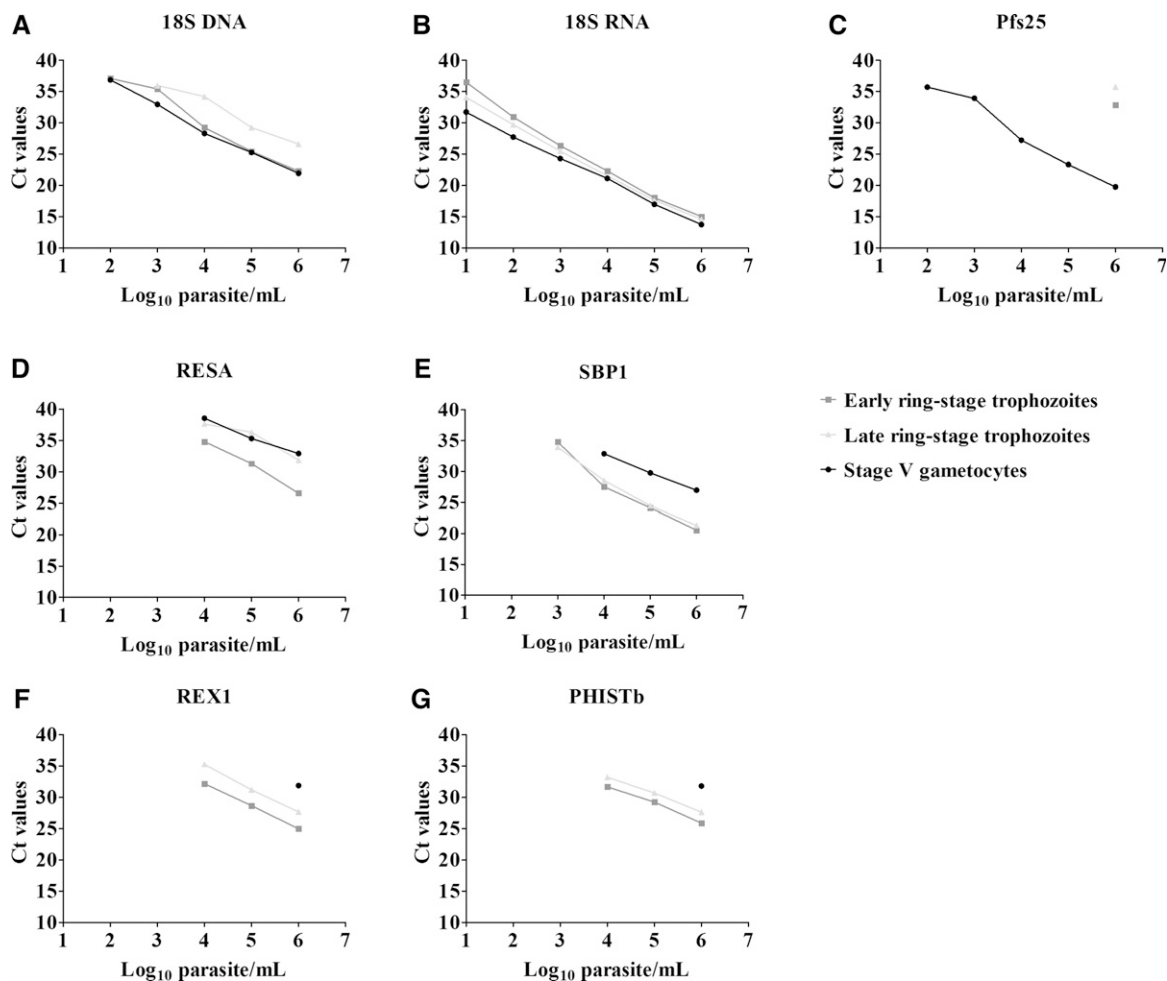 A
18S DNA
40
35
30
25
20
15
10
Ct values
1 2 3 4 5 6 7
Log10 parasite/mL
B
18S RNA
40
35
30
25
20
15
10
Ct values
1 2 3 4 5 6 7
Log10 parasite/mL
C
Pfs25
40
35
30
25
20
15
10
Ct values
1 2 3 4 5 6 7
Log10 parasite/mL
D
RESA
40
35
30
25
20
15
10
Ct values
1 2 3 4 5 6 7
Log10 parasite/mL
E
SBP1
40
35
30
25
20
15
10
Ct values
1 2 3 4 5 6 7
Log10 parasite/mL
Early ring-stage trophozoites
Late ring-stage trophozoites
Stage V gametocytes
F
REX1
40
35
30
25
20
15
10
Ct values
1 2 3 4 5 6 7
Log10 parasite/mL
G
PHISTb
40
35
30
25
20
15
10
Ct values
1 2 3 4 5 6 7
Log10 parasite/mL